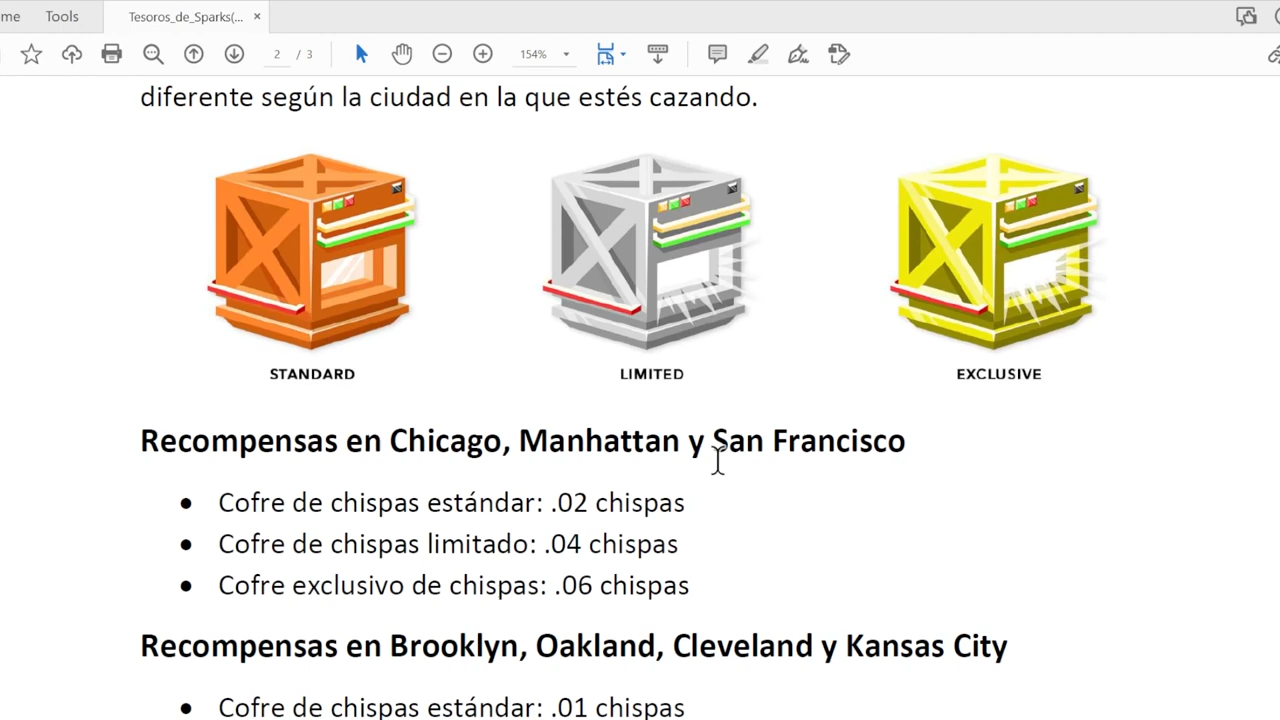 me
Tools
Tesoros_de_Sparks(... ×
2 / 3
154%
diferente según la ciudad en la que estés cazando.
STANDARD
LIMITED
EXCLUSIVE
Recompensas en Chicago, Manhattan y San Francisco
• Cofre de chispas estándar: .02 chispas
• Cofre de chispas limitado: .04 chispas
• Cofre exclusivo de chispas: .06 chispas
Recompensas en Brooklyn, Oakland, Cleveland y Kansas City
• Cofre de chispas estándar: .01 chispas